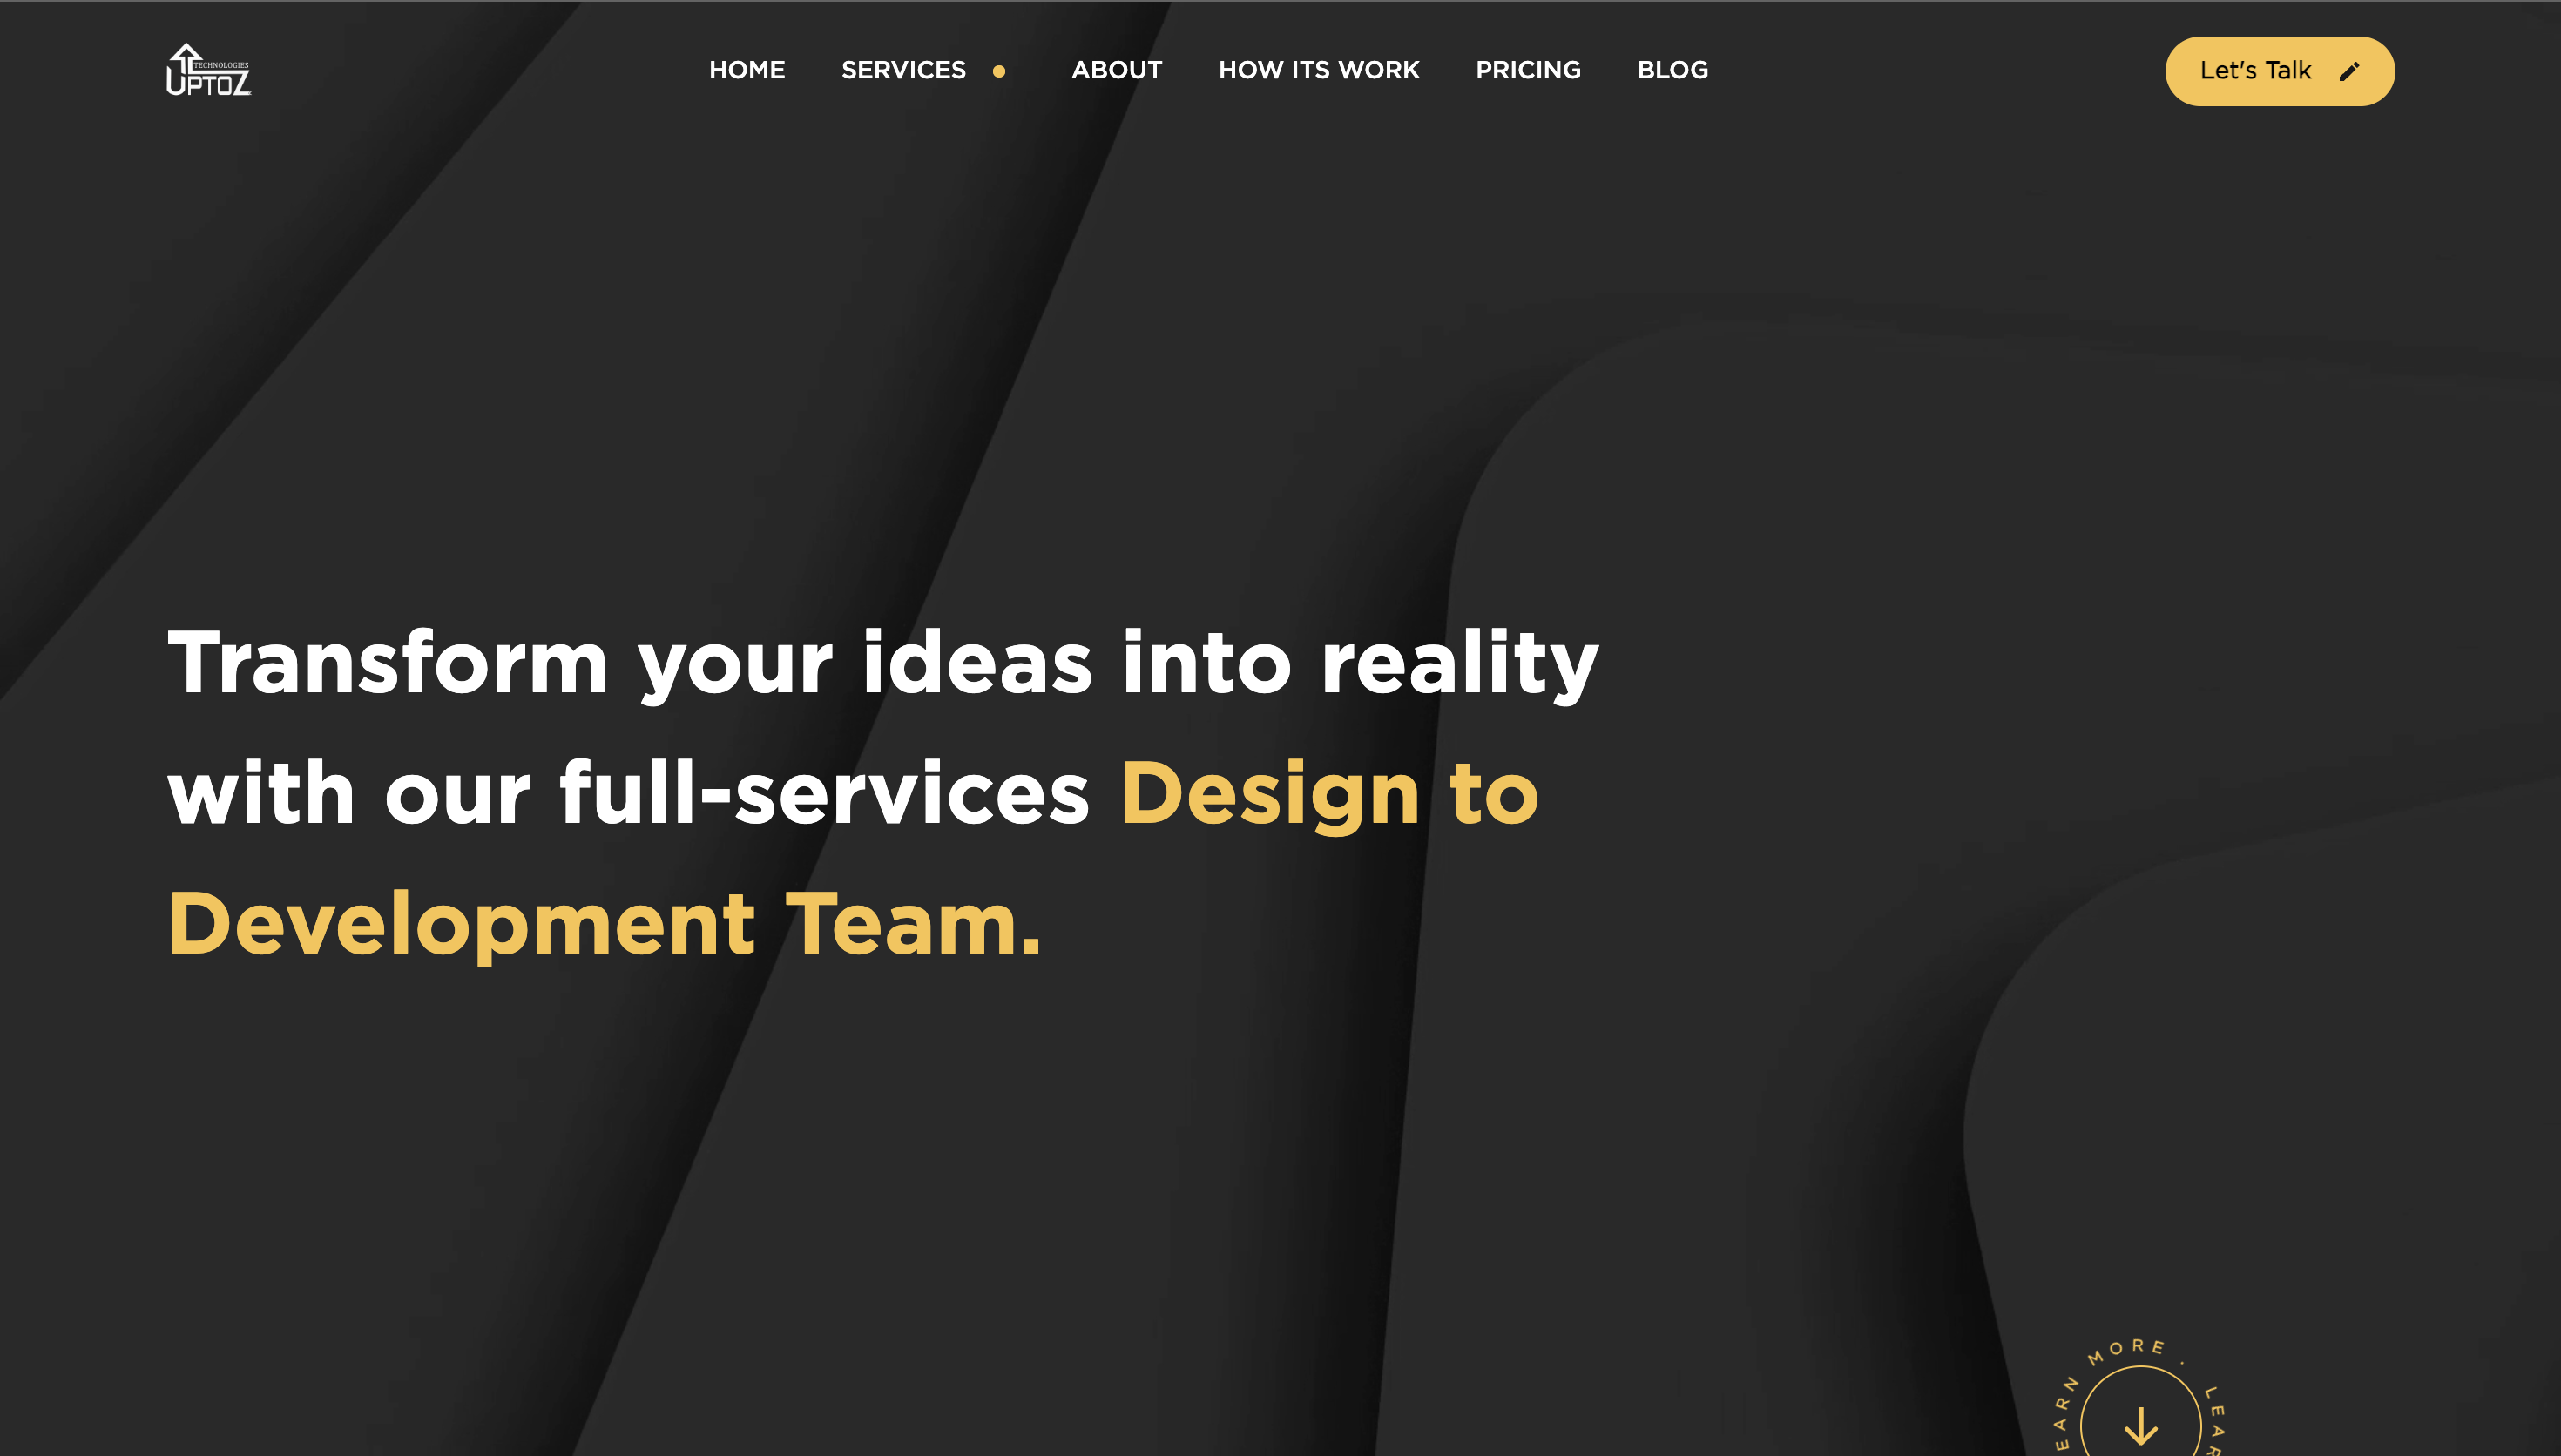 TECHNOLOGIES
UPTOZ
HOME SERVICES ABOUT HOW ITS WORK PRICING BLOG
Let's Talk
Transform your ideas into reality
with our full-services Design to
Development Team.
EARN MORE . LEAR